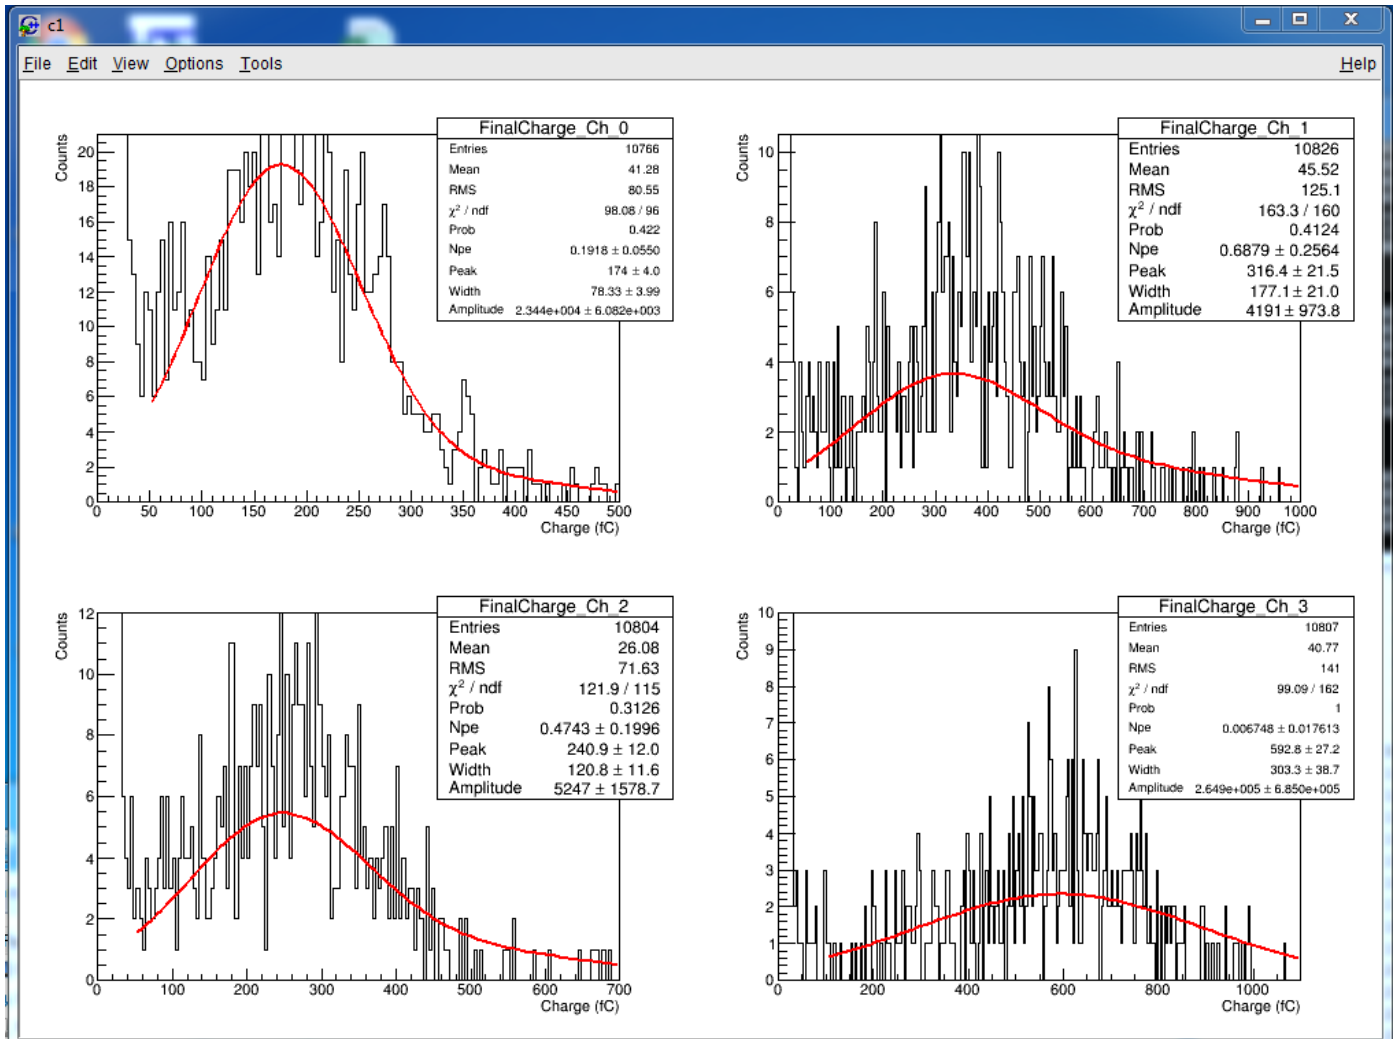 c1
File Edit View Options Tools Help
FinalCharge_Ch_0
Entries 10766
Mean 41.28
RMS 80.55
χ² / ndf 98.08 / 96
Prob 0.422
Npe 0.1918 ± 0.0550
Peak 174 ± 4.0
Width 78.33 ± 3.99
Amplitude 2.344e+004 ± 6.082e+003
Counts
20
18
16
14
12
10
8
6
4
2
0
0 50 100 150 200 250 300 350 400 450 500
Charge (fC)
FinalCharge_Ch_1
Entries 10826
Mean 45.52
RMS 125.1
χ² / ndf 163.3 / 160
Prob 0.4124
Npe 0.6879 ± 0.2564
Peak 316.4 ± 21.5
Width 177.1 ± 21.0
Amplitude 4191 ± 973.8
Counts
10
8
6
4
2
0
0 100 200 300 400 500 600 700 800 900 1000
Charge (fC)
FinalCharge_Ch_2
Entries 10804
Mean 26.08
RMS 71.63
χ² / ndf 121.9 / 115
Prob 0.3126
Npe 0.4743 ± 0.1996
Peak 240.9 ± 12.0
Width 120.8 ± 11.6
Amplitude 5247 ± 1578.7
Counts
12
10
8
6
4
2
0
0 100 200 300 400 500 600 700
Charge (fC)
FinalCharge_Ch_3
Entries 10807
Mean 40.77
RMS 141
χ² / ndf 99.09 / 162
Prob 1
Npe 0.006748 ± 0.017613
Peak 592.8 ± 27.2
Width 303.3 ± 38.7
Amplitude 2.649e+005 ± 6.850e+005
Counts
10
9
8
7
6
5
4
3
2
1
0
0 200 400 600 800 1000
Charge (fC)